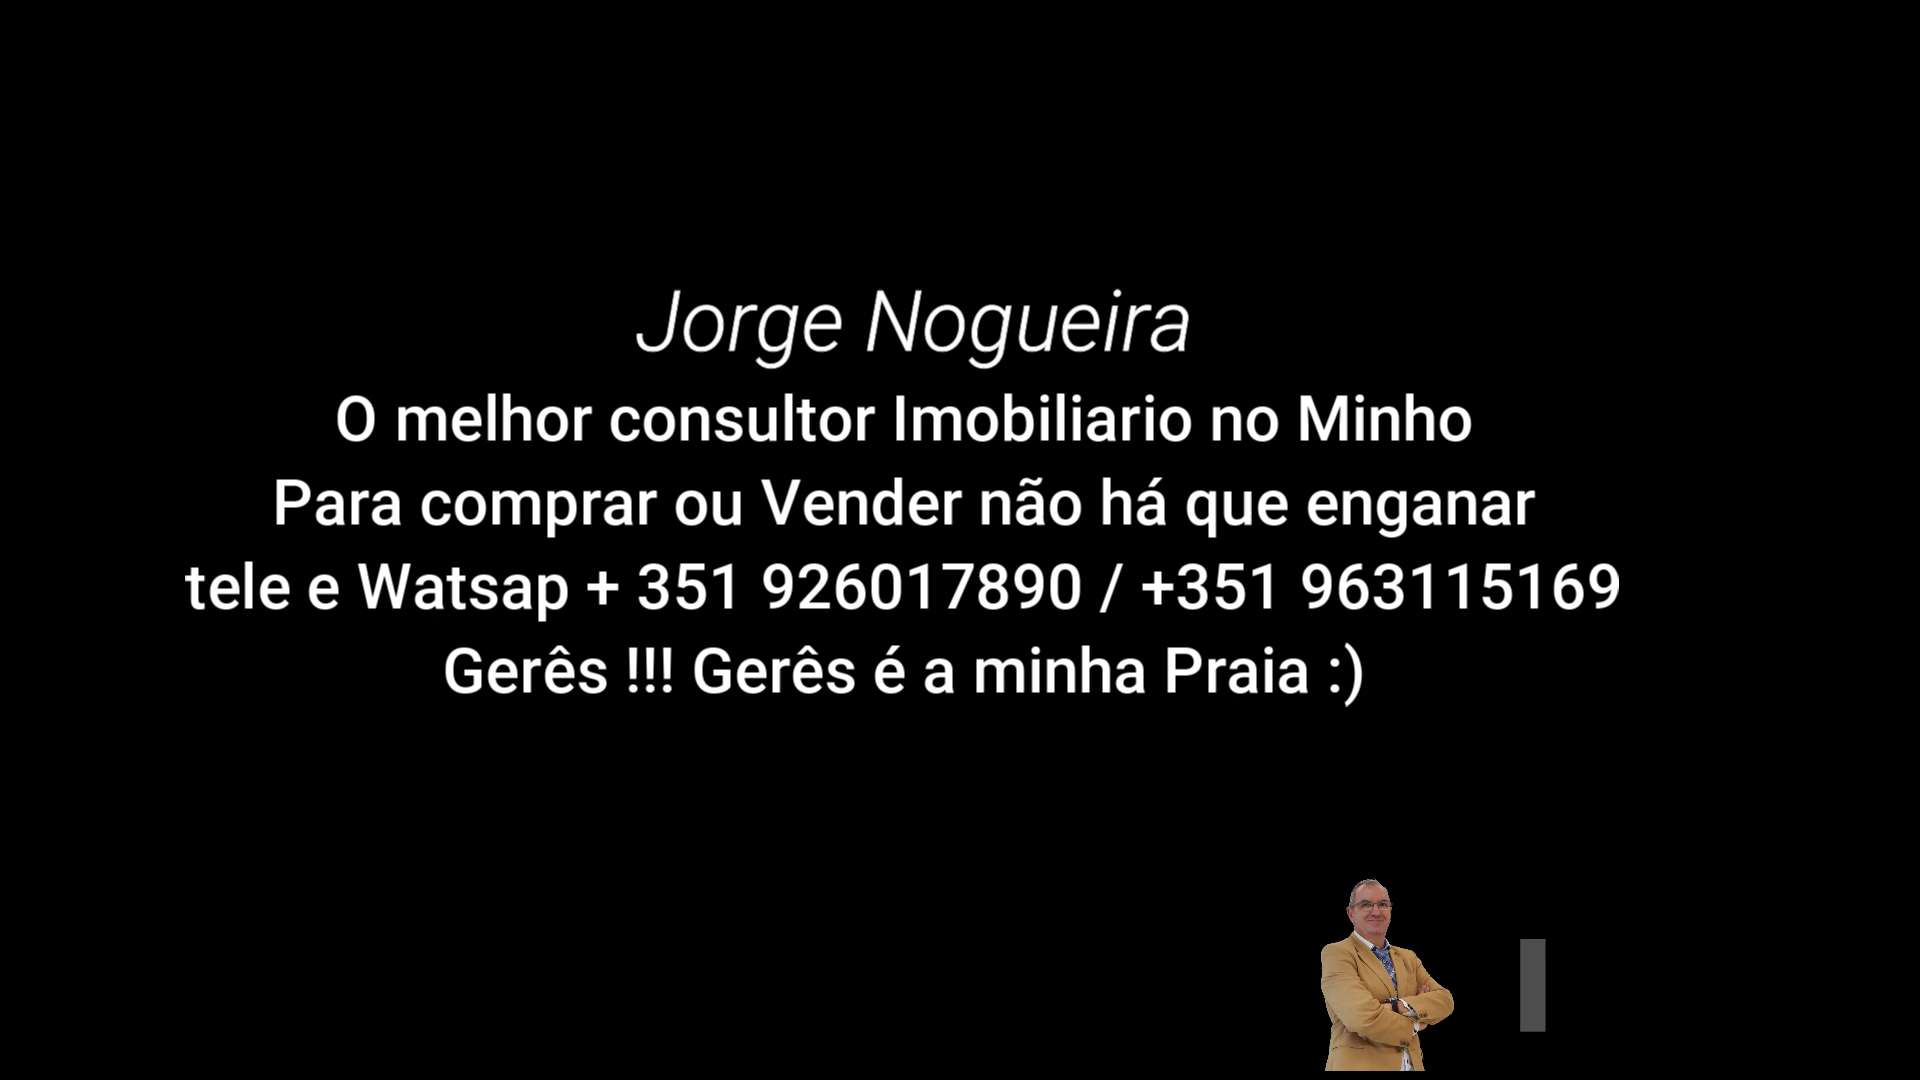 Jorge Nogueira
O melhor consultor Imobiliario no Minho
Para comprar ou Vender não há que enganar
tele e Watsap + 351 926017890 / +351 963115169
Gerês !!! Gerês é a minha Praia :)